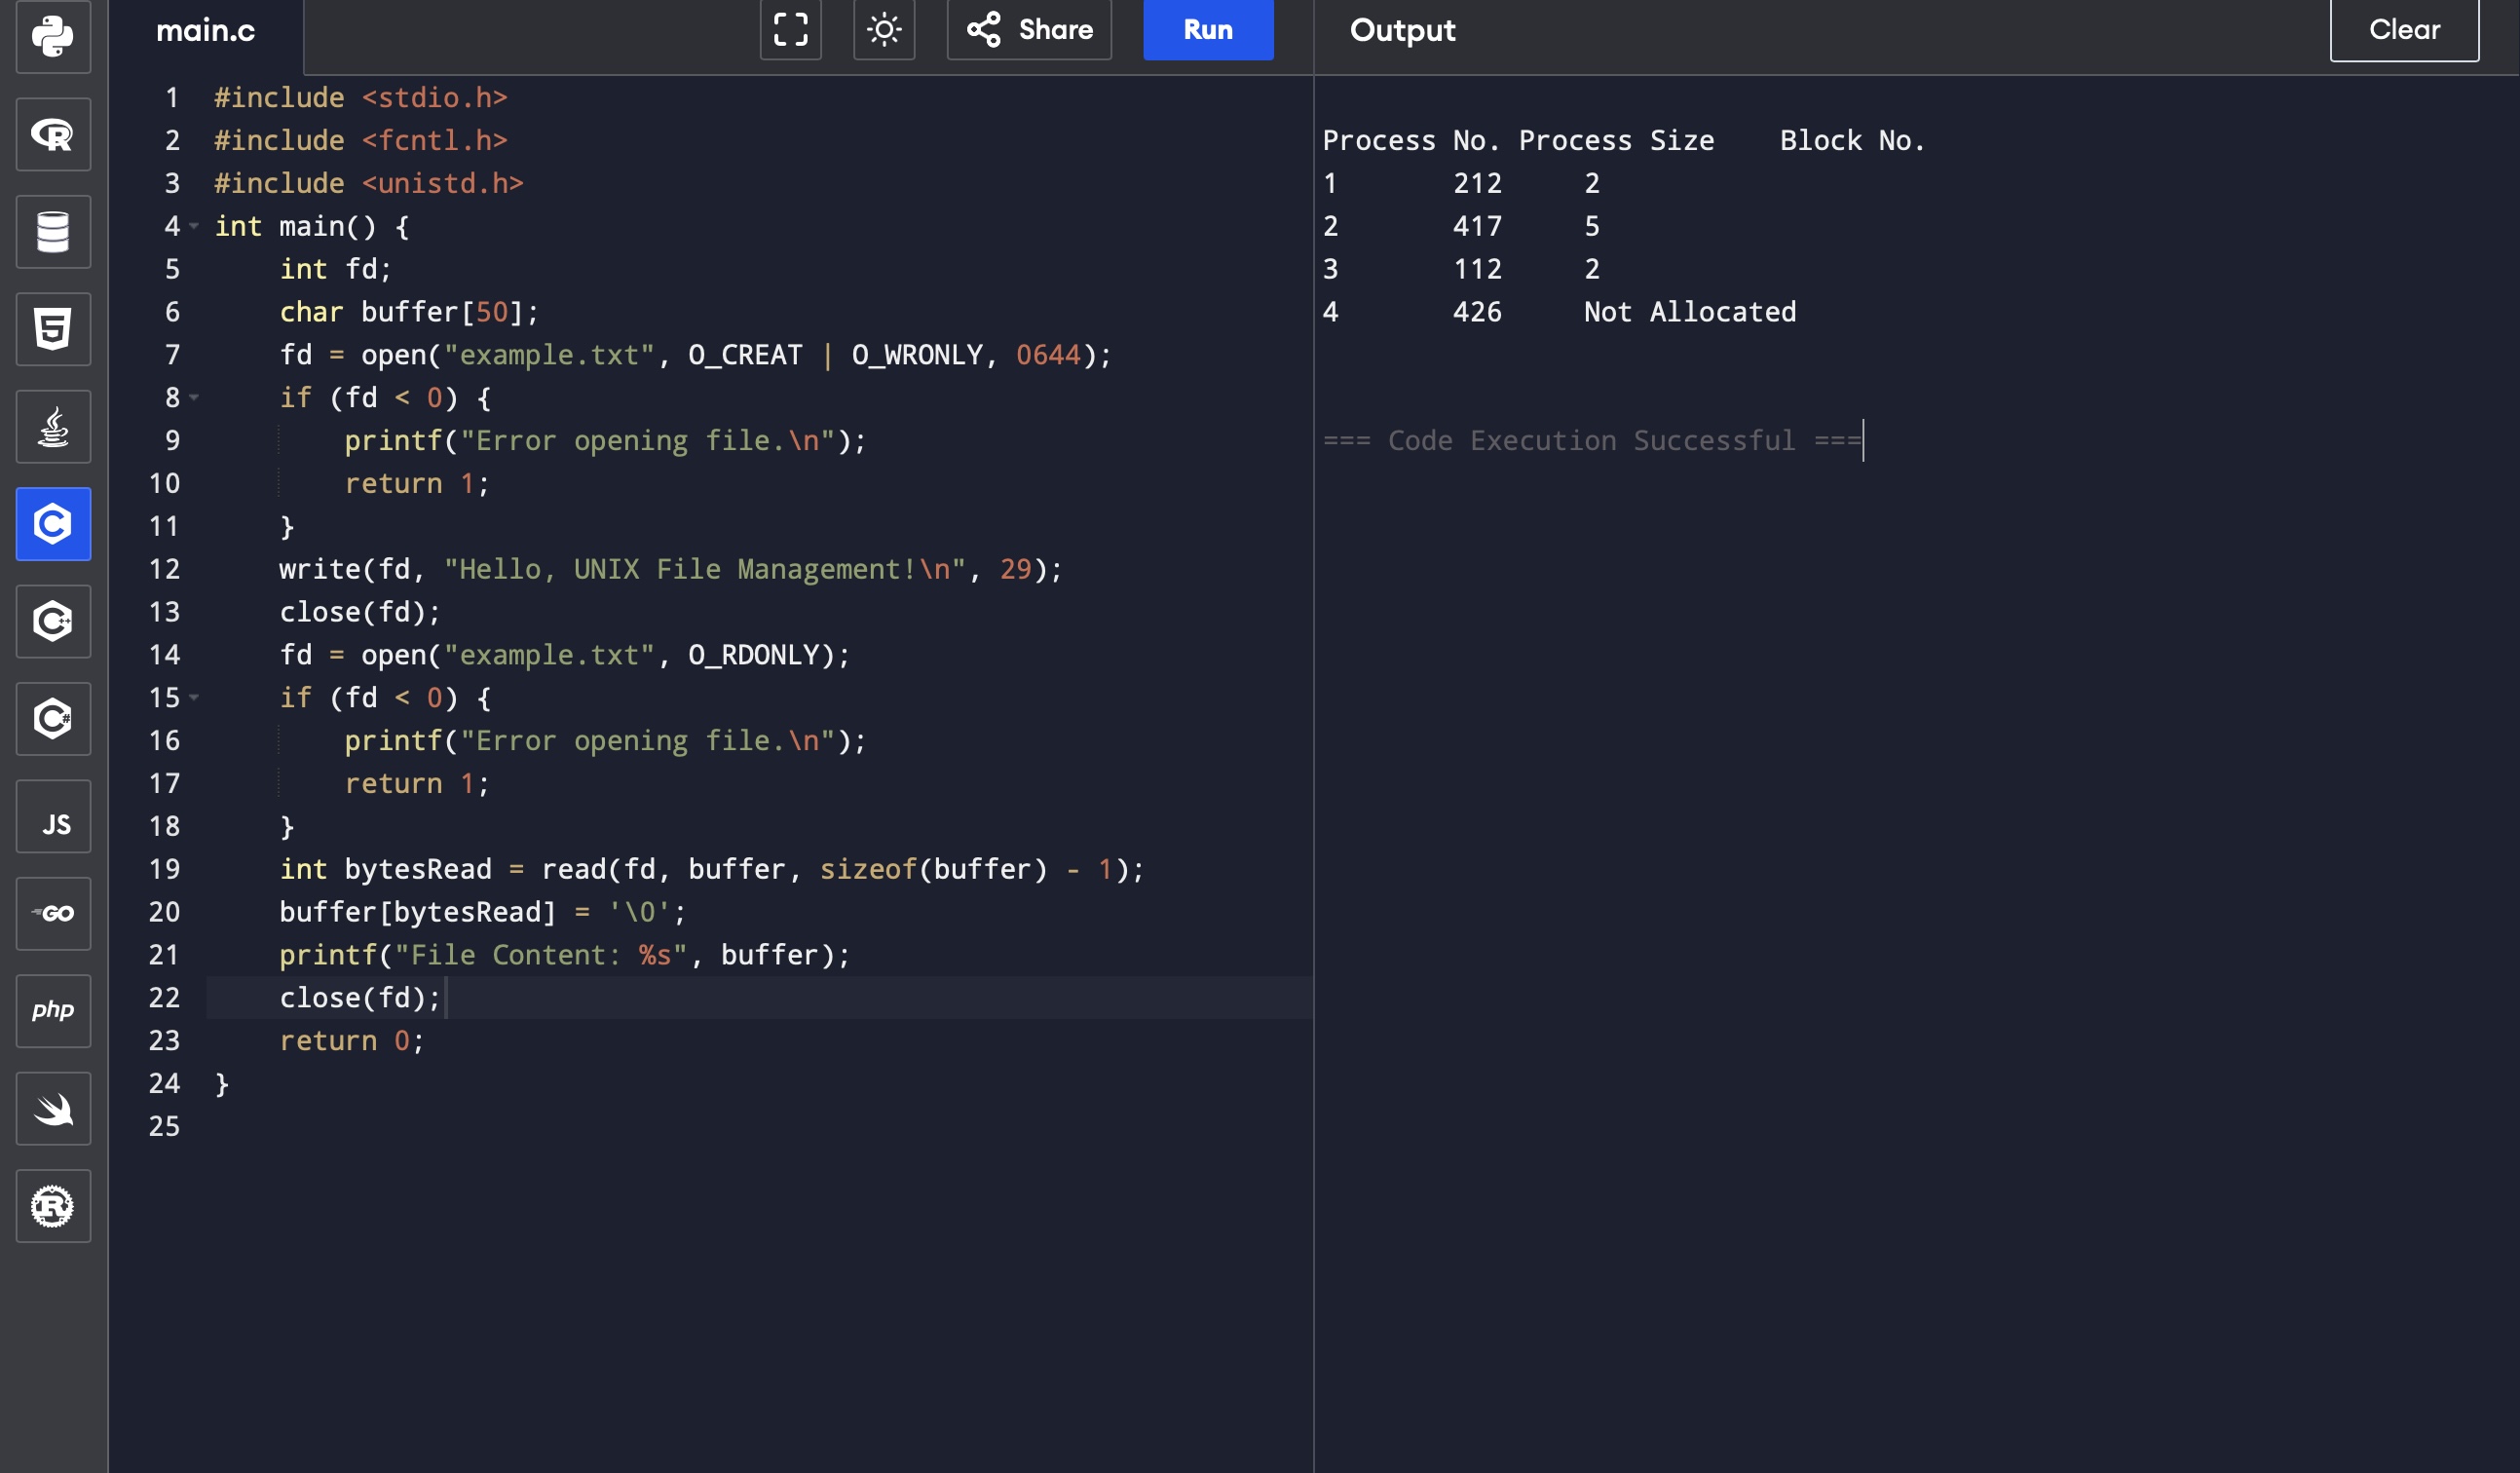 main.c
Share
Run
Output
Clear
1 #include <stdio.h>
2 #include <fcntl.h>
3 #include <unistd.h>
4 int main() {
5     int fd;
6     char buffer[50];
7     fd = open("example.txt", O_CREAT | O_WRONLY, 0644);
8     if (fd < 0) {
9         printf("Error opening file.\n");
10         return 1;
11     }
12     write(fd, "Hello, UNIX File Management!\n", 29);
13     close(fd);
14     fd = open("example.txt", O_RDONLY);
15     if (fd < 0) {
16         printf("Error opening file.\n");
17         return 1;
18     }
19     int bytesRead = read(fd, buffer, sizeof(buffer) - 1);
20     buffer[bytesRead] = '\0';
21     printf("File Content: %s", buffer);
22     close(fd);
23     return 0;
24 }
25
Process No. Process Size    Block No.
1       212     2
2       417     5
3       112     2
4       426     Not Allocated
=== Code Execution Successful ===
R
5
C
C++
C#
JS
GO
php
R